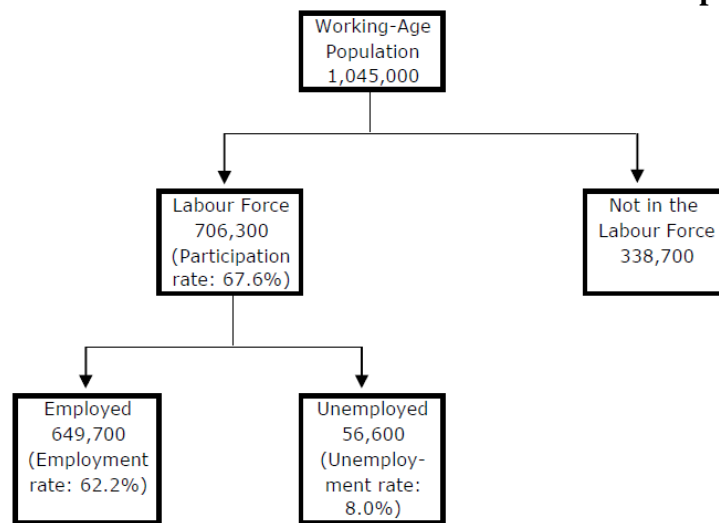 Working-Age
Population
1,045,000
Labour Force
706,300
(Participation
rate: 67.6%)
Not in the
Labour Force
338,700
Employed
649,700
(Employment
rate: 62.2%)
Unemployed
56,600
(Unemploy-
ment rate:
8.0%)